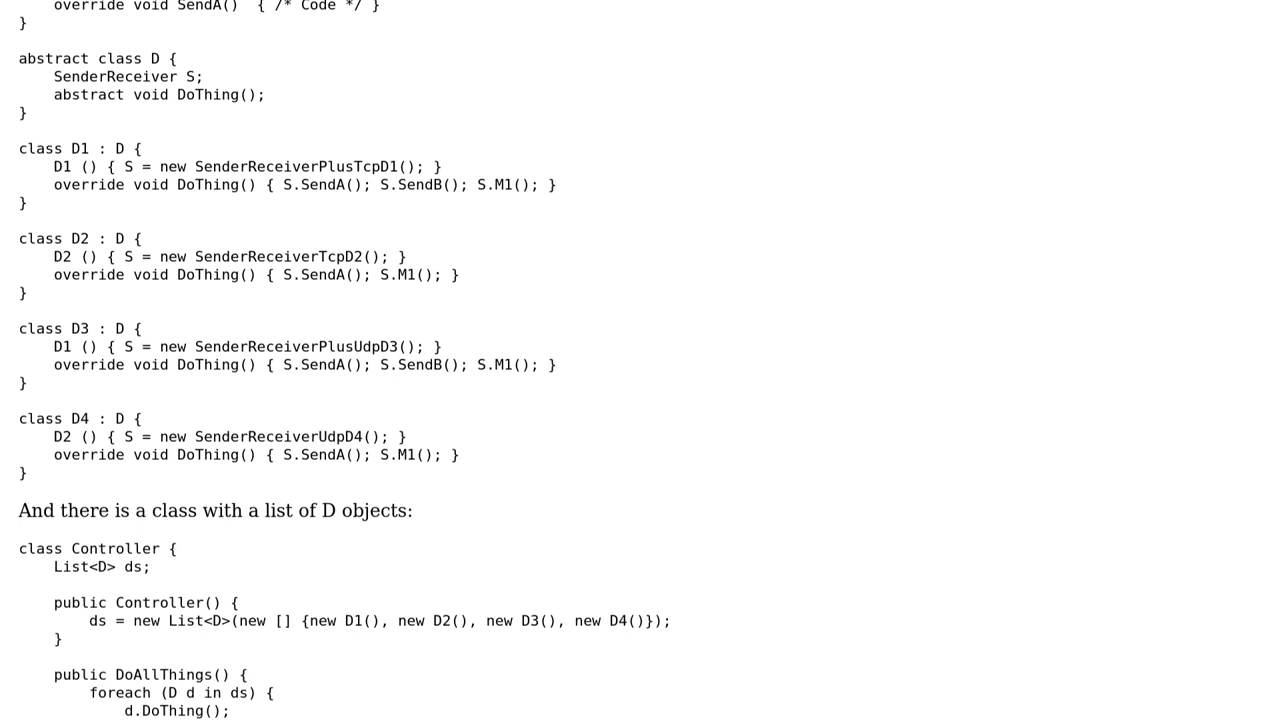 override void SendA()  { /* Code */ }
}

abstract class D {
    SenderReceiver S;
    abstract void DoThing();
}

class D1 : D {
    D1 () { S = new SenderReceiverPlusTcpD1(); }
    override void DoThing() { S.SendA(); S.SendB(); S.M1(); }
}

class D2 : D {
    D2 () { S = new SenderReceiverTcpD2(); }
    override void DoThing() { S.SendA(); S.M1(); }
}

class D3 : D {
    D1 () { S = new SenderReceiverPlusUdpD3(); }
    override void DoThing() { S.SendA(); S.SendB(); S.M1(); }
}

class D4 : D {
    D2 () { S = new SenderReceiverUdpD4(); }
    override void DoThing() { S.SendA(); S.M1(); }
}

And there is a class with a list of D objects:

class Controller {
    List<D> ds;

    public Controller() {
        ds = new List<D>(new [] {new D1(), new D2(), new D3(), new D4()});
    }

    public DoAllThings() {
        foreach (D d in ds) {
            d.DoThing();